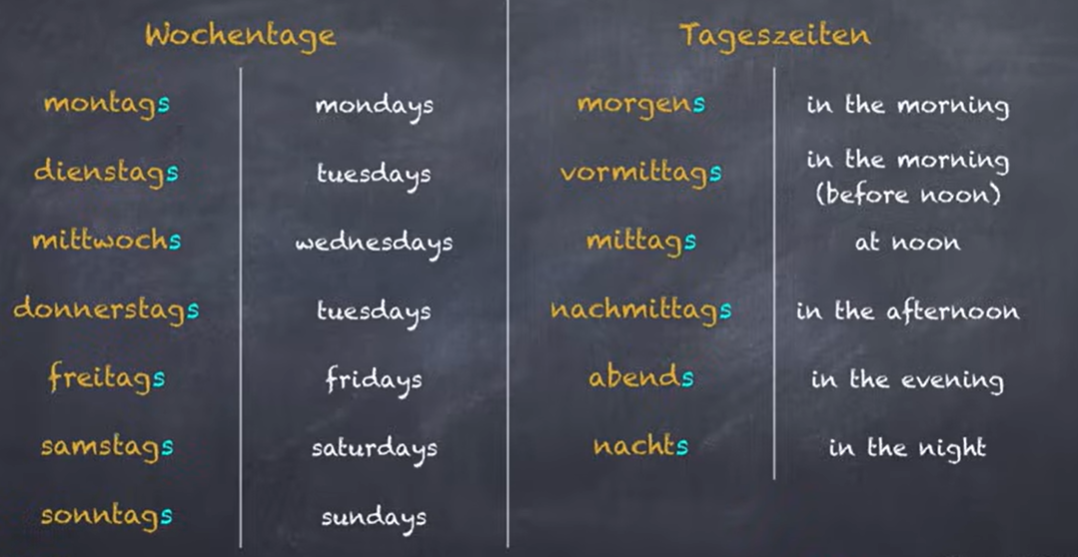 Wochentage
montags
mondays
dienstags
tuesdays
mittwochs
wednesdays
donnerstags
tuesdays
freitags
fridays
samstags
saturdays
sonntags
sundays
Tageszeiten
morgens
in the morning
vormittags
in the morning
(before noon)
mittags
at noon
nachmittags
in the afternoon
abends
in the evening
nachts
in the night